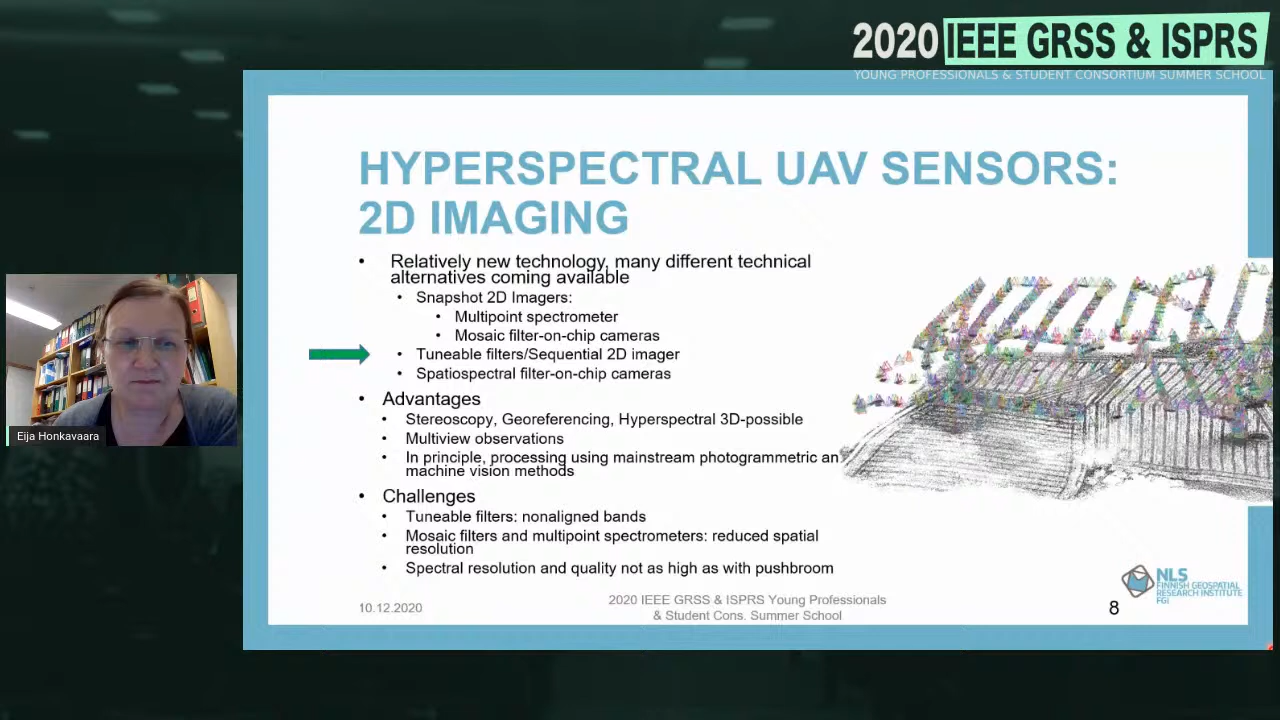 2020 IEEE GRSS & ISPRS
YOUNG PROFESSIONALS & STUDENT CONSORTIUM SUMMER SCHOOL
HYPERSPECTRAL UAV SENSORS:
2D IMAGING
• Relatively new technology, many different technical
alternatives coming available
• Snapshot 2D Imagers:
• Multipoint spectrometer
• Mosaic filter-on-chip cameras
• Tuneable filters/Sequential 2D imager
• Spatiospectral filter-on-chip cameras
• Advantages
• Stereoscopy, Georeferencing, Hyperspectral 3D-possible
• Multiview observations
• In principle, processing using mainstream photogrammetric an
machine vision methods
• Challenges
• Tuneable filters: nonaligned bands
• Mosaic filters and multipoint spectrometers: reduced spatial
resolution
• Spectral resolution and quality not as high as with pushbroom
Eija Honkavaara
10.12.2020
2020 IEEE GRSS & ISPRS Young Professionals
& Student Cons. Summer School
8
NLS
FINNISH GEOSPATIAL
RESEARCH INSTITUTE
FGI